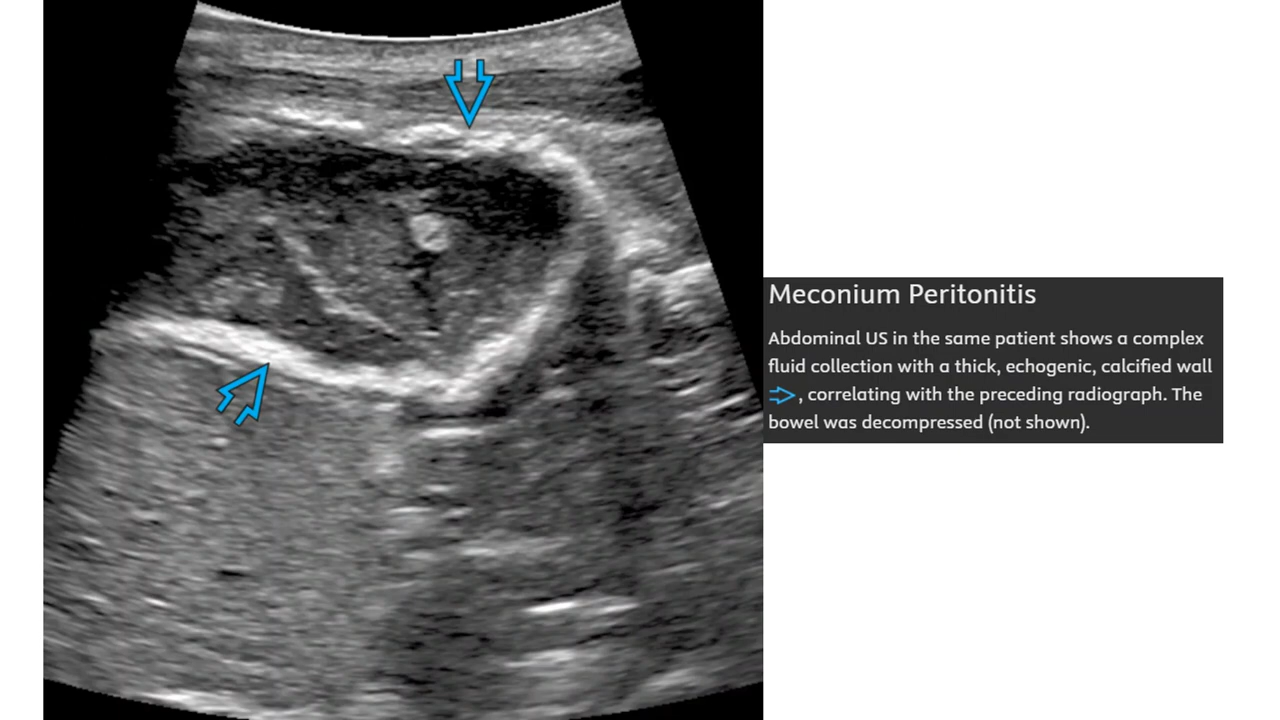 Meconium Peritonitis
Abdominal US in the same patient shows a complex
fluid collection with a thick, echogenic, calcified wall
, correlating with the preceding radiograph. The
bowel was decompressed (not shown).